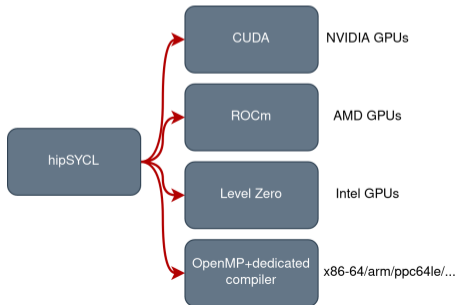 CUDA
NVIDIA GPUs
ROCm
AMD GPUs
hipSYCL
Level Zero
Intel GPUs
OpenMP+dedicated
compiler
x86-64/arm/ppc64le/...